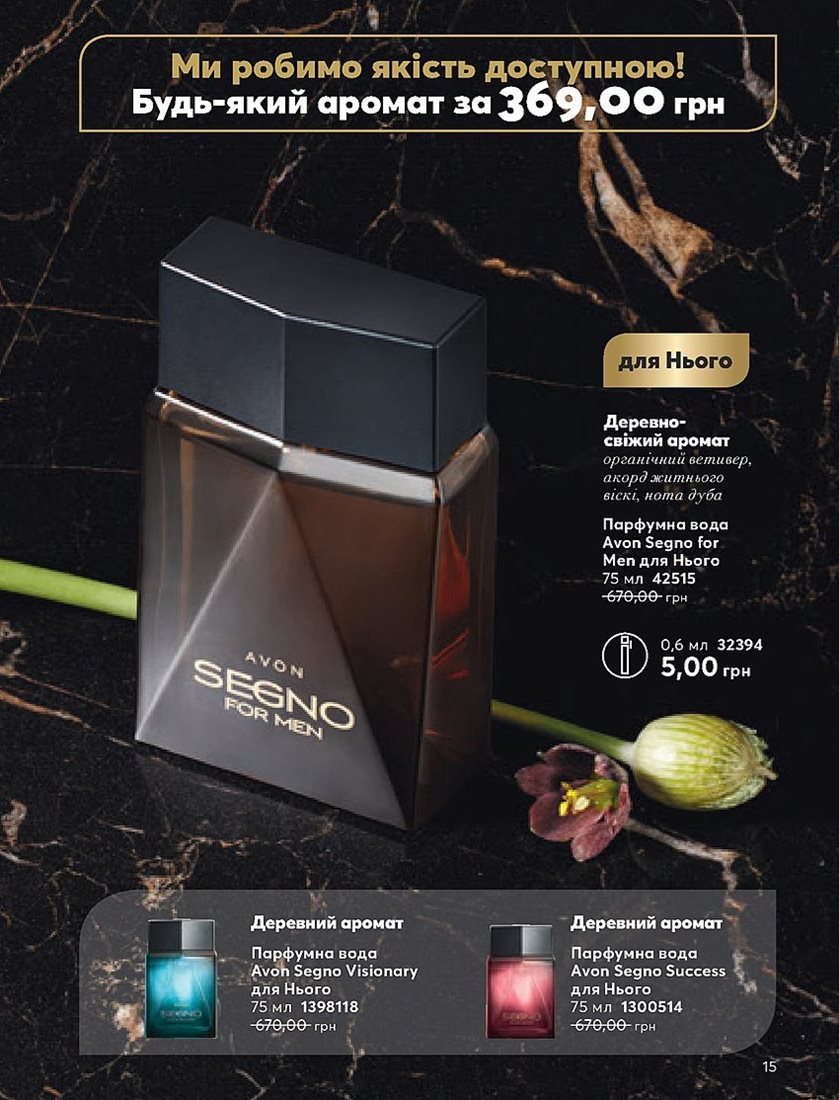 Ми робимо якість доступною!
Будь-який аромат за 369,00 грн
для Нього
Деревно-
свіжий аромат
органічний ветивер,
акорд житнього
віскі, нота дуба
Парфумна вода
Avon Segno for
Men для Нього
75 мл 42515
670,00 грн
0,6 мл 32394
5,00 грн
AVON
SEGNO
FOR MEN
Деревний аромат
Парфумна вода
Avon Segno Visionary
для Нього
75 мл 1398118
670,00 грн
SEGNO
Деревний аромат
Парфумна вода
Avon Segno Success
для Нього
75 мл 1300514
670,00 грн
SEGNO
15